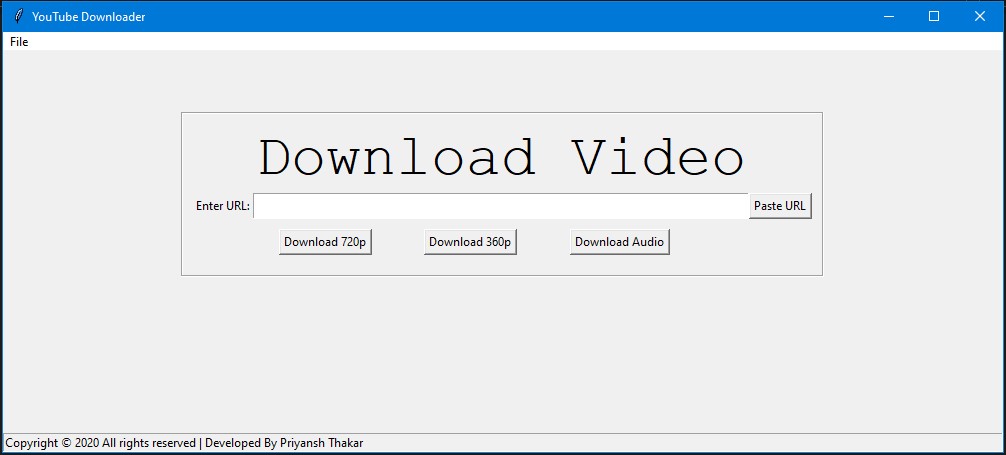 YouTube Downloader
File
Download Video
Enter URL: Paste URL
Download 720p Download 360p Download Audio
Copyright © 2020 All rights reserved | Developed By Priyansh Thakar